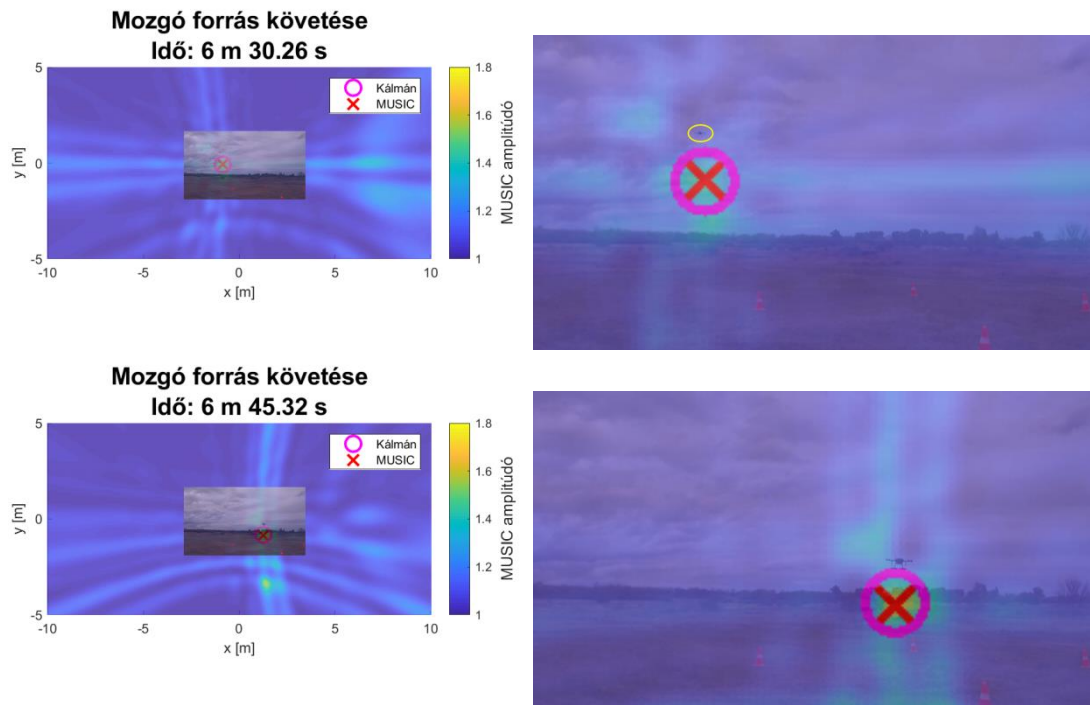 Mozgó forrás követése
Idő: 6 m 30.26 s
5
0
-5
y [m]
-10
-5
0
5
10
x [m]
Kálmán
MUSIC
1.8
1.6
1.4
1.2
1
MUSIC amplitúdó
Mozgó forrás követése
Idő: 6 m 45.32 s
5
0
-5
y [m]
-10
-5
0
5
10
x [m]
Kálmán
MUSIC
1.8
1.6
1.4
1.2
1
MUSIC amplitúdó